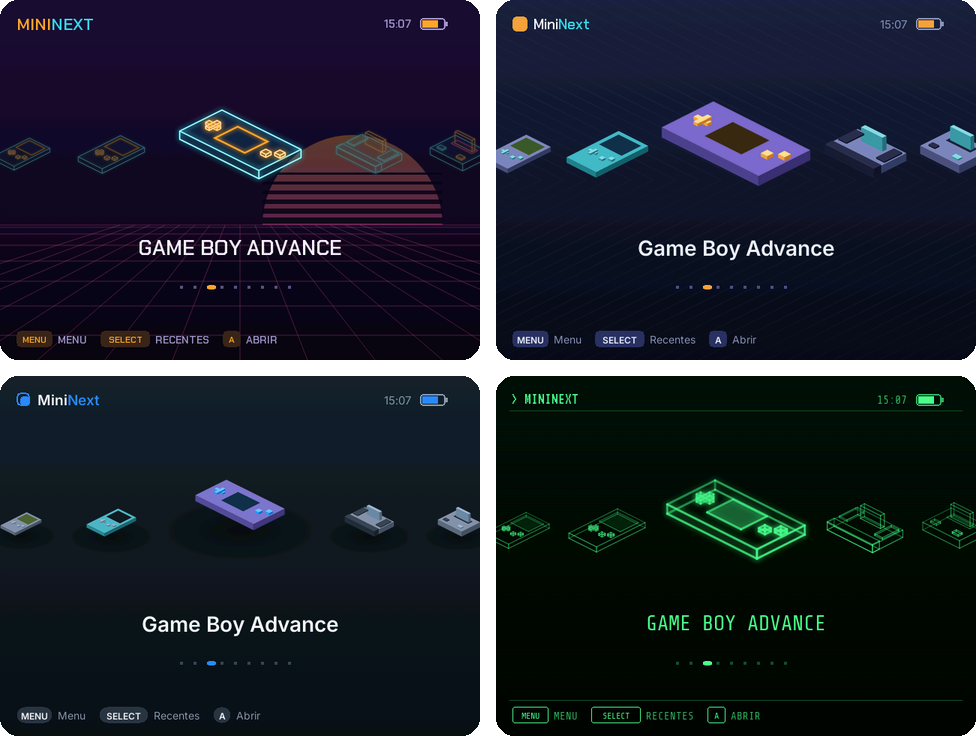 MININEXT 15:07
GAME BOY ADVANCE
MENU MENU SELECT RECENTES A ABRIR
MiniNext 15:07
Game Boy Advance
MENU Menu SELECT Recentes A Abrir
MiniNext 15:07
Game Boy Advance
MENU Menu SELECT Recentes A Abrir
> MININEXT 15:07
GAME BOY ADVANCE
MENU MENU SELECT RECENTES A ABRIR